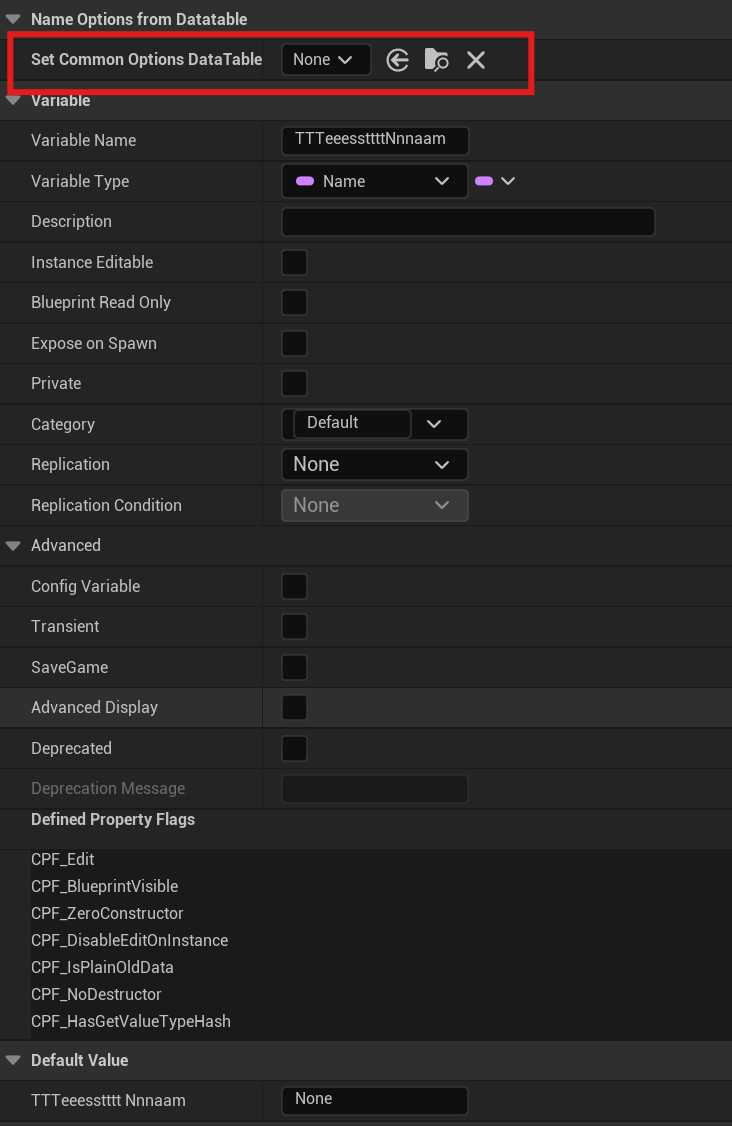 Name Options from Datatable
Set Common Options DataTable None
Variable
Variable Name TTTeeessttttNnnaam
Variable Type Name
Description
Instance Editable
Blueprint Read Only
Expose on Spawn
Private
Category Default
Replication None
Replication Condition None
Advanced
Config Variable
Transient
SaveGame
Advanced Display
Deprecated
Deprecation Message
Defined Property Flags
CPF_Edit
CPF_BlueprintVisible
CPF_ZeroConstructor
CPF_DisableEditOnInstance
CPF_IsPlainOldData
CPF_NoDestructor
CPF_HasGetValueTypeHash
Default Value
TTTeeesstttt Nnnaam None